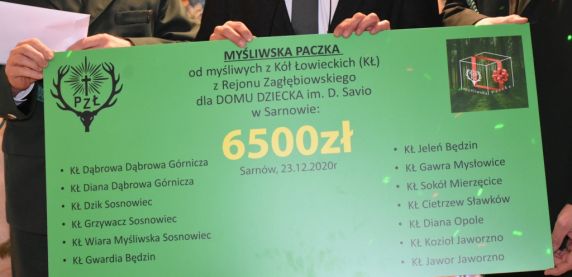 MYŚLIWSKA PACZKA
od myśliwych z Kół Łowieckich (KŁ)
z Rejonu Zagłębiowskiego
dla DOMU DZIECKA im. D. Savio
w Sarnowie:
6500zł
Sarnów, 23.12.2020r
PZŁ
• KŁ Dąbrowa Dąbrowa Górnicza
• KŁ Diana Dąbrowa Górnicza
• KŁ Dzik Sosnowiec
• KŁ Grzywacz Sosnowiec
• KŁ Wiara Myśliwska Sosnowiec
• KŁ Gwardia Będzin
• KŁ Jeleń Będzin
• KŁ Gawra Mysłowice
• KŁ Sokół Mierzęcice
• KŁ Cietrzew Sławków
• KŁ Diana Opole
• KŁ Kozioł Jaworzno
• KŁ Jawor Jaworzno